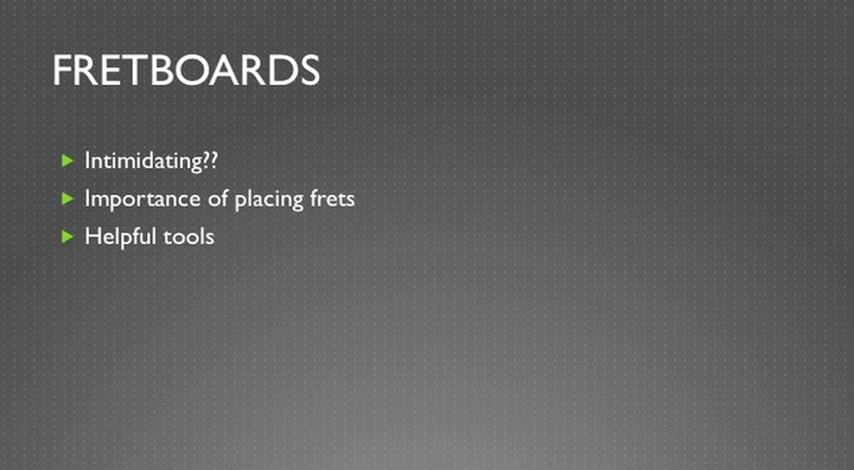 FRETBOARDS
Intimidating??
Importance of placing frets
Helpful tools